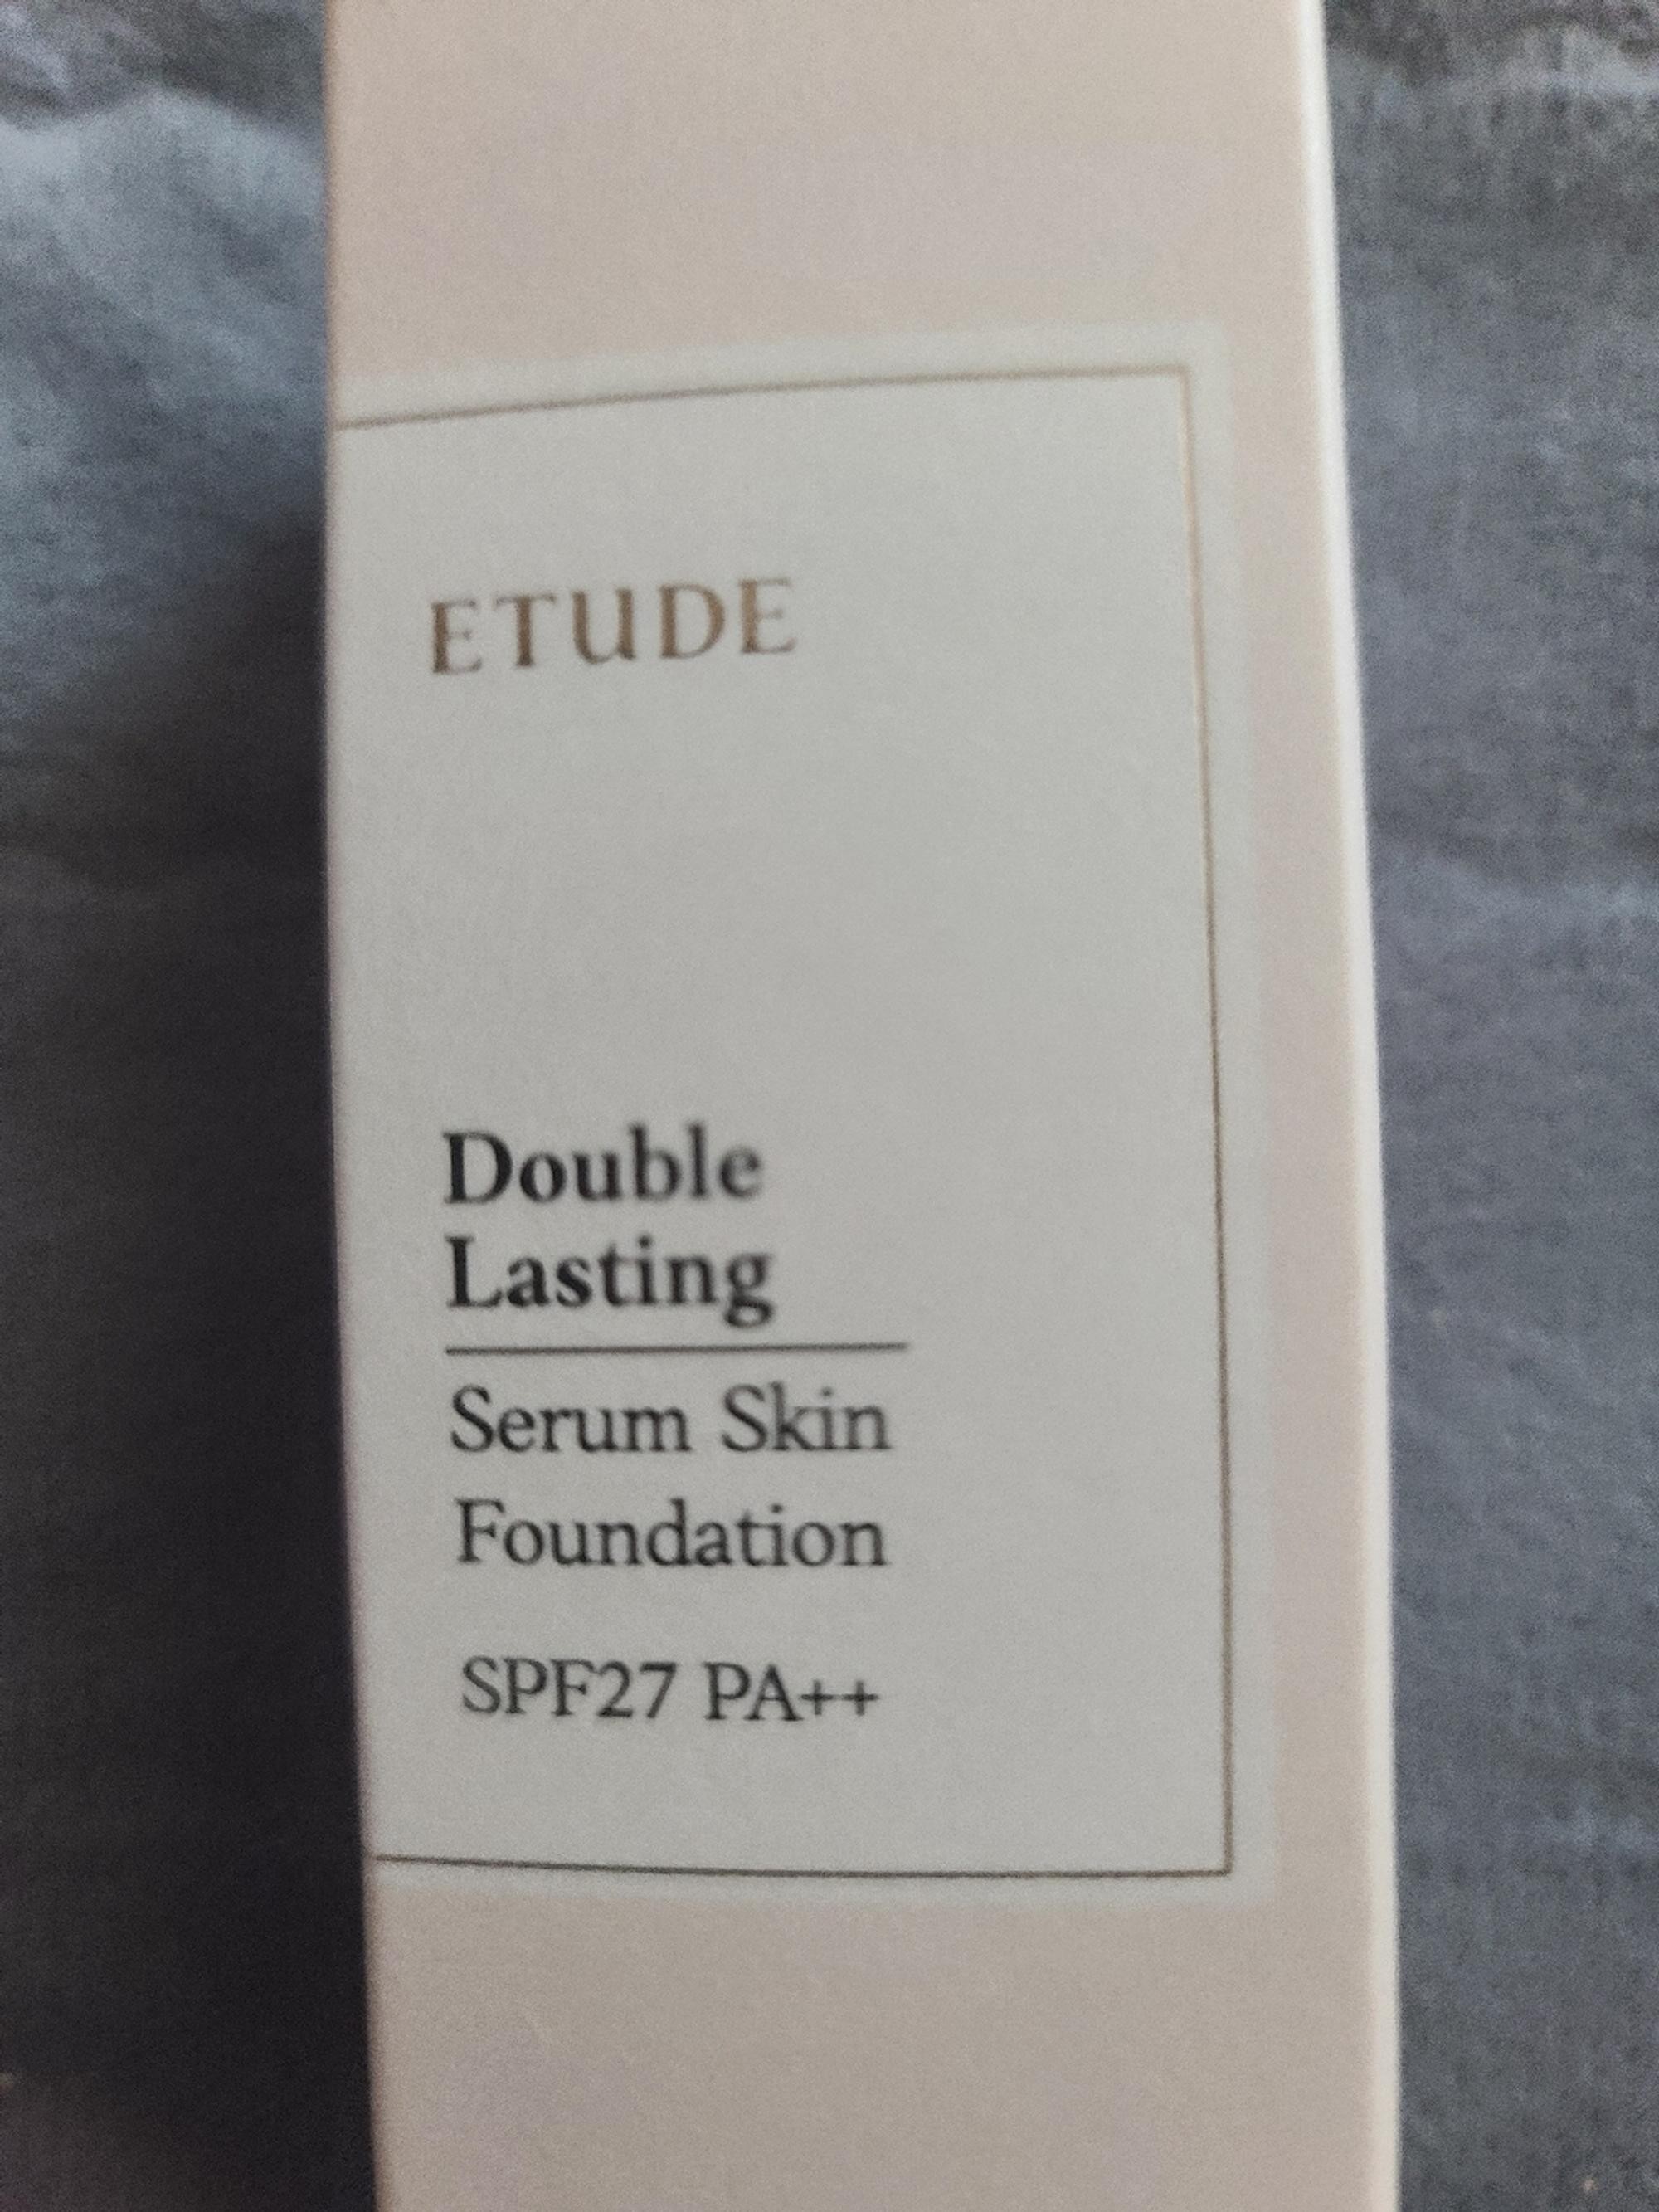 ETUDE
Double
Lasting
Serum Skin
Foundation
SPF27 PA++